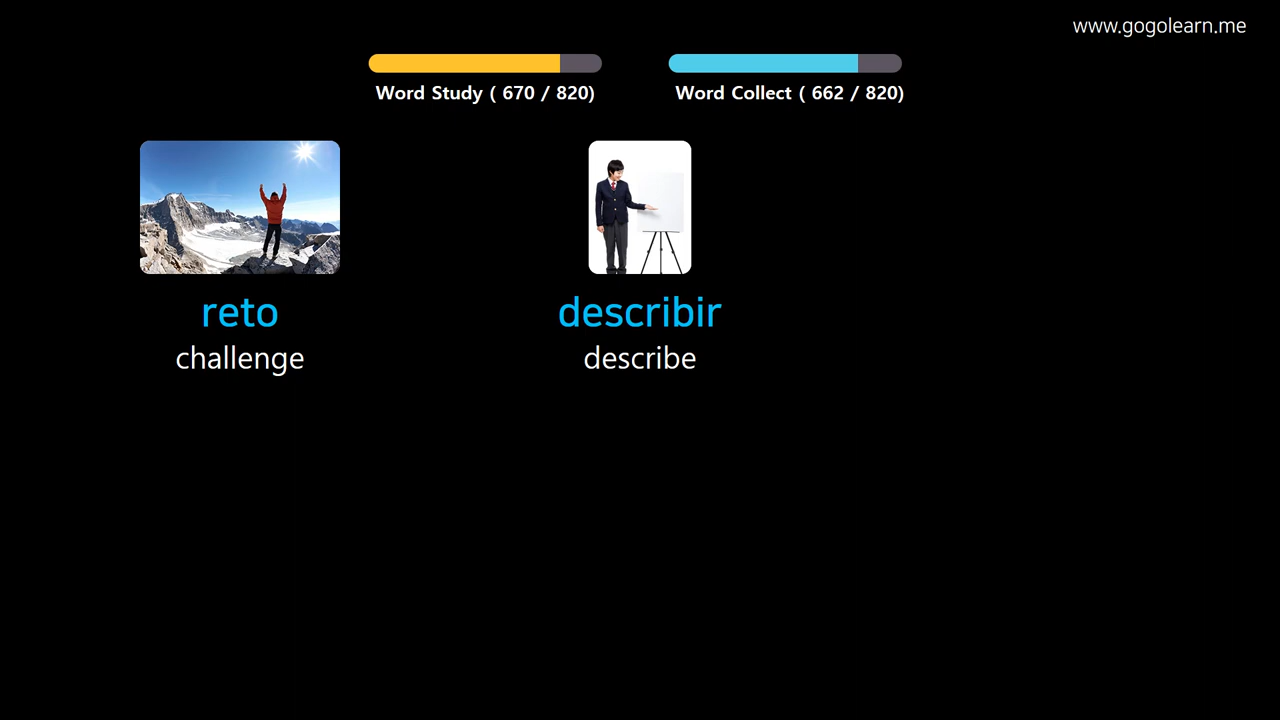 www.gogolearn.me
Word Study ( 670 / 820)
Word Collect ( 662 / 820)
reto
challenge
describir
describe